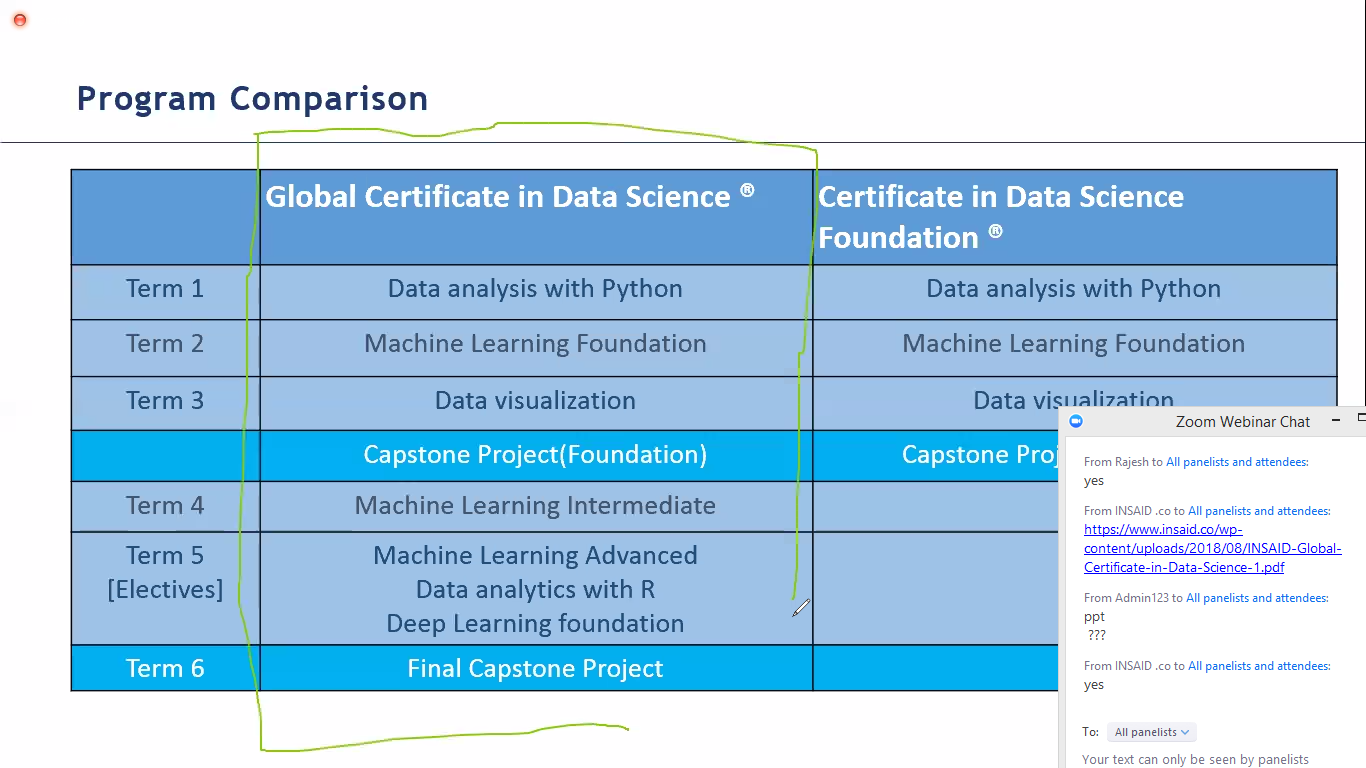 Program Comparison
Global Certificate in Data Science ®
Certificate in Data Science
Foundation ®
Term 1
Data analysis with Python
Data analysis with Python
Term 2
Machine Learning Foundation
Machine Learning Foundation
Term 3
Data visualization
Data visualization
Capstone Project(Foundation)
Capstone Proj
Term 4
Machine Learning Intermediate
Term 5
[Electives]
Machine Learning Advanced
Data analytics with R
Deep Learning foundation
Term 6
Final Capstone Project
Zoom Webinar Chat
From Rajesh to All panelists and attendees:
yes
From INSAID .co to All panelists and attendees:
https://www.insaid.co/wp-
content/uploads/2018/08/INSAID-Global-
Certificate-in-Data-Science-1.pdf
From Admin123 to All panelists and attendees:
ppt
???
From INSAID .co to All panelists and attendees:
yes
To: All panelists
Your text can only be seen by panelists